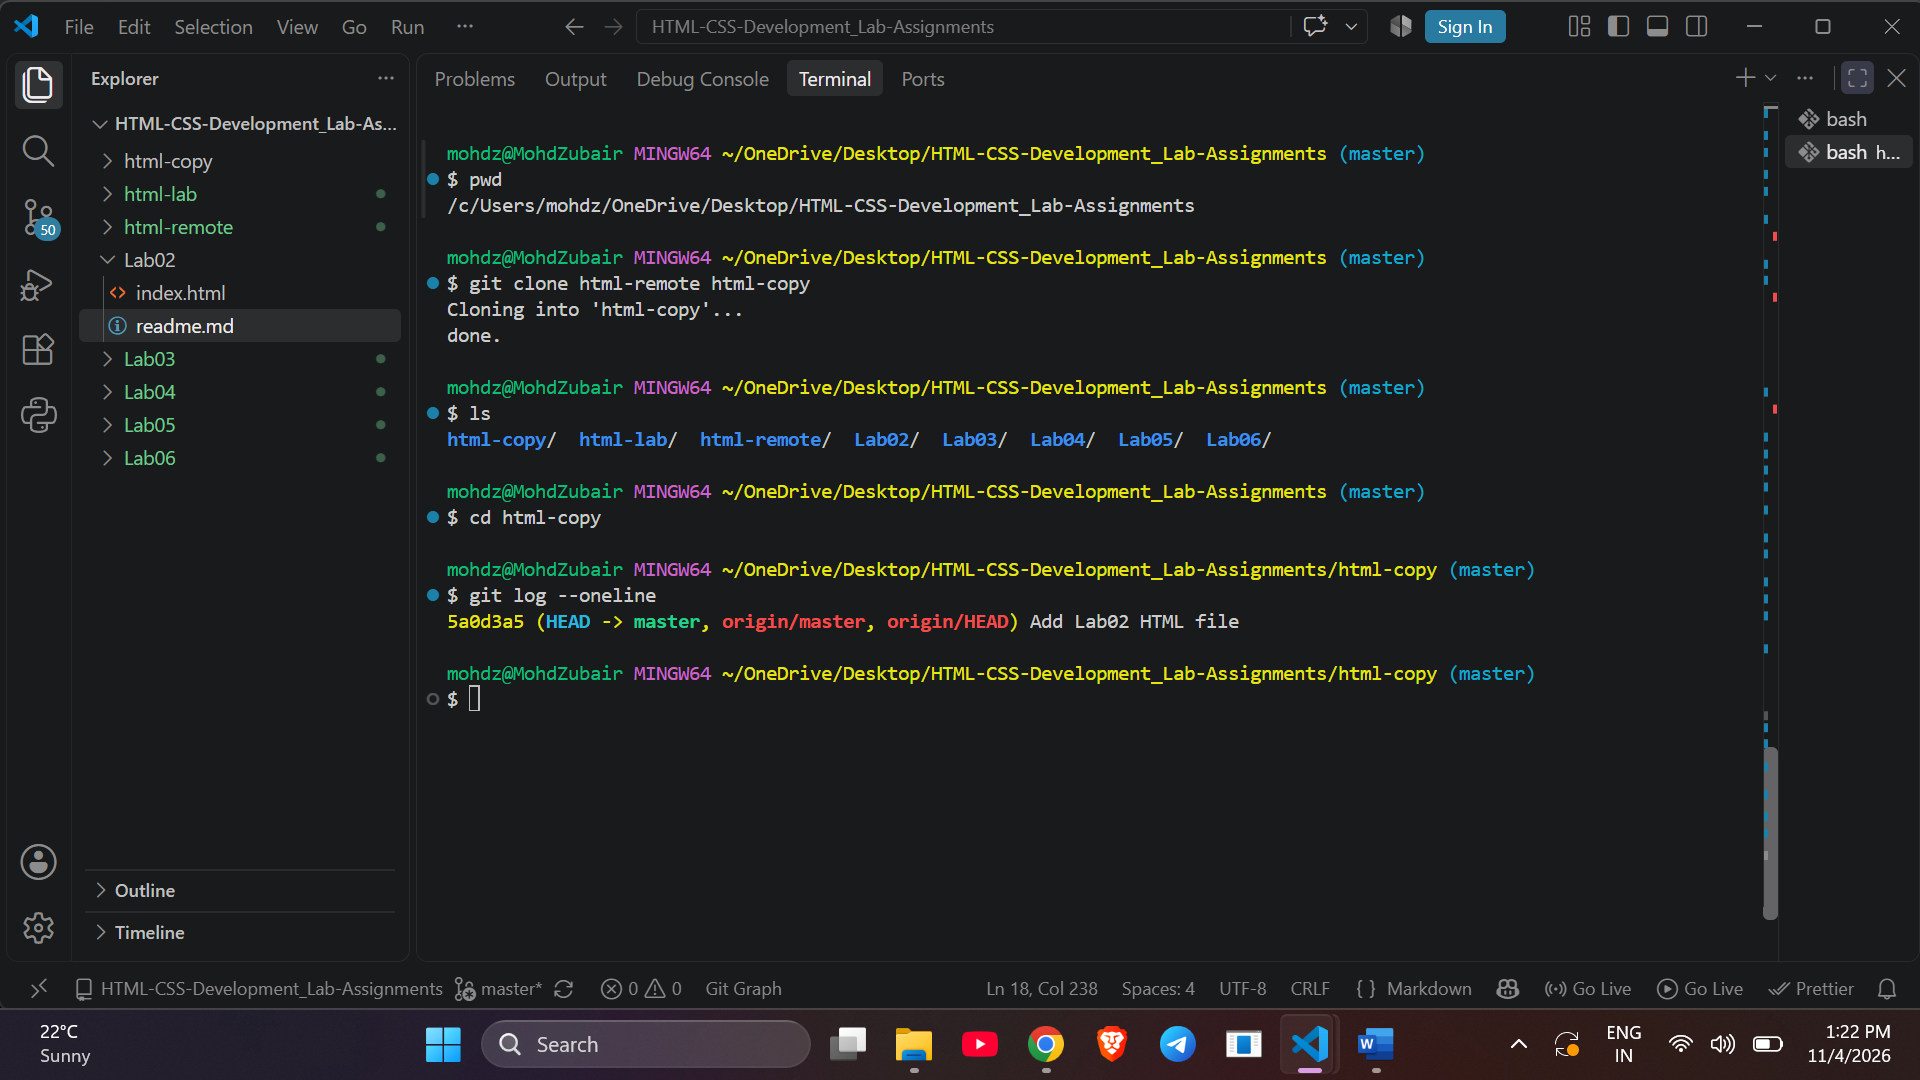 File Edit Selection View Go Run ··· HTML-CSS-Development_Lab-Assignments Sign In
Explorer ···
HTML-CSS-Development_Lab-As...
html-copy
html-lab
html-remote
Lab02
index.html
readme.md
Lab03
Lab04
Lab05
Lab06
Outline
Timeline
50
Problems Output Debug Console Terminal Ports
mohdz@MohdZubair MINGW64 ~/OneDrive/Desktop/HTML-CSS-Development_Lab-Assignments (master)
$ pwd
/c/Users/mohdz/OneDrive/Desktop/HTML-CSS-Development_Lab-Assignments
mohdz@MohdZubair MINGW64 ~/OneDrive/Desktop/HTML-CSS-Development_Lab-Assignments (master)
$ git clone html-remote html-copy
Cloning into 'html-copy'...
done.
mohdz@MohdZubair MINGW64 ~/OneDrive/Desktop/HTML-CSS-Development_Lab-Assignments (master)
$ ls
html-copy/ html-lab/ html-remote/ Lab02/ Lab03/ Lab04/ Lab05/ Lab06/
mohdz@MohdZubair MINGW64 ~/OneDrive/Desktop/HTML-CSS-Development_Lab-Assignments (master)
$ cd html-copy
mohdz@MohdZubair MINGW64 ~/OneDrive/Desktop/HTML-CSS-Development_Lab-Assignments/html-copy (master)
$ git log --oneline
5a0d3a5 (HEAD -> master, origin/master, origin/HEAD) Add Lab02 HTML file
mohdz@MohdZubair MINGW64 ~/OneDrive/Desktop/HTML-CSS-Development_Lab-Assignments/html-copy (master)
$
bash
bash h...
HTML-CSS-Development_Lab-Assignments master* 0 0 Git Graph Ln 18, Col 238 Spaces: 4 UTF-8 CRLF { } Markdown Go Live Go Live Prettier
22°C
Sunny
Search
W
ENG
IN
1:22 PM
11/4/2026